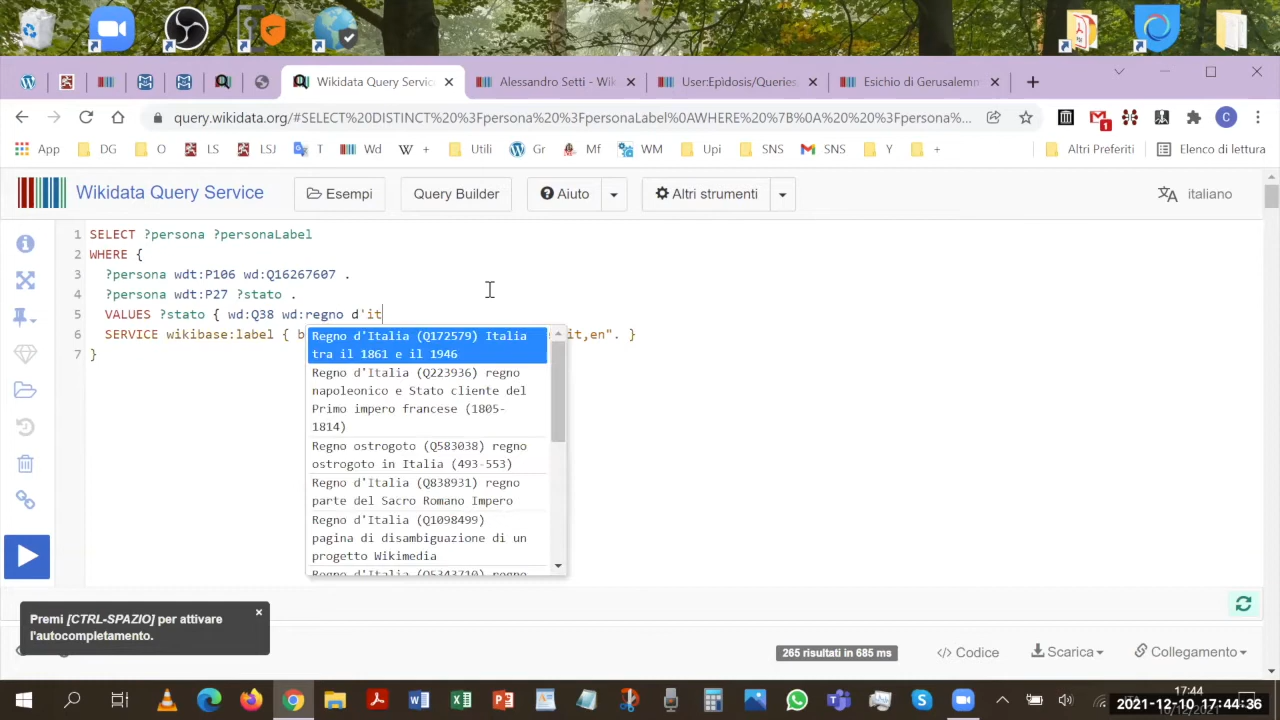 Wikidata Query Servic
Alessandro Setti - Wik
User:Epìdosis/Queries
Esichio di Gerusalemm
query.wikidata.org/#SELECT%20DISTINCT%20%3Fpersona%20%3FpersonaLabel%0AWHERE%20%7B%0A%20%20%3Fpersona%...
App
DG
O
LS
LSJ
T
Wd
+
Utili
Gr
Mf
WM
Upi
SNS
SNS
Y
+
Altri Preferiti
Elenco di lettura
Wikidata Query Service
Esempi
Query Builder
Aiuto
Altri strumenti
italiano
1 SELECT ?persona ?personaLabel
2 WHERE {
3 ?persona wdt:P106 wd:Q16267607 .
4 ?persona wdt:P27 ?stato .
5 VALUES ?stato { wd:Q38 wd:regno d'it
6 SERVICE wikibase:label { b it,en". }
7 }
Regno d'Italia (Q172579) Italia
tra il 1861 e il 1946
Regno d'Italia (Q223936) regno
napoleonico e Stato cliente del
Primo impero francese (1805-
1814)
Regno ostrogoto (Q583038) regno
ostrogoto in Italia (493-553)
Regno d'Italia (Q838931) regno
parte del Sacro Romano Impero
Regno d'Italia (Q1098499)
pagina di disambiguazione di un
progetto Wikimedia
Regno d'Italia (Q5343710) regno
Premi [CTRL-SPAZIO] per attivare
l'autocompletamento.
265 risultati in 685 ms
Codice
Scarica
Collegamento
17:44
2021-12-10 17:44:36